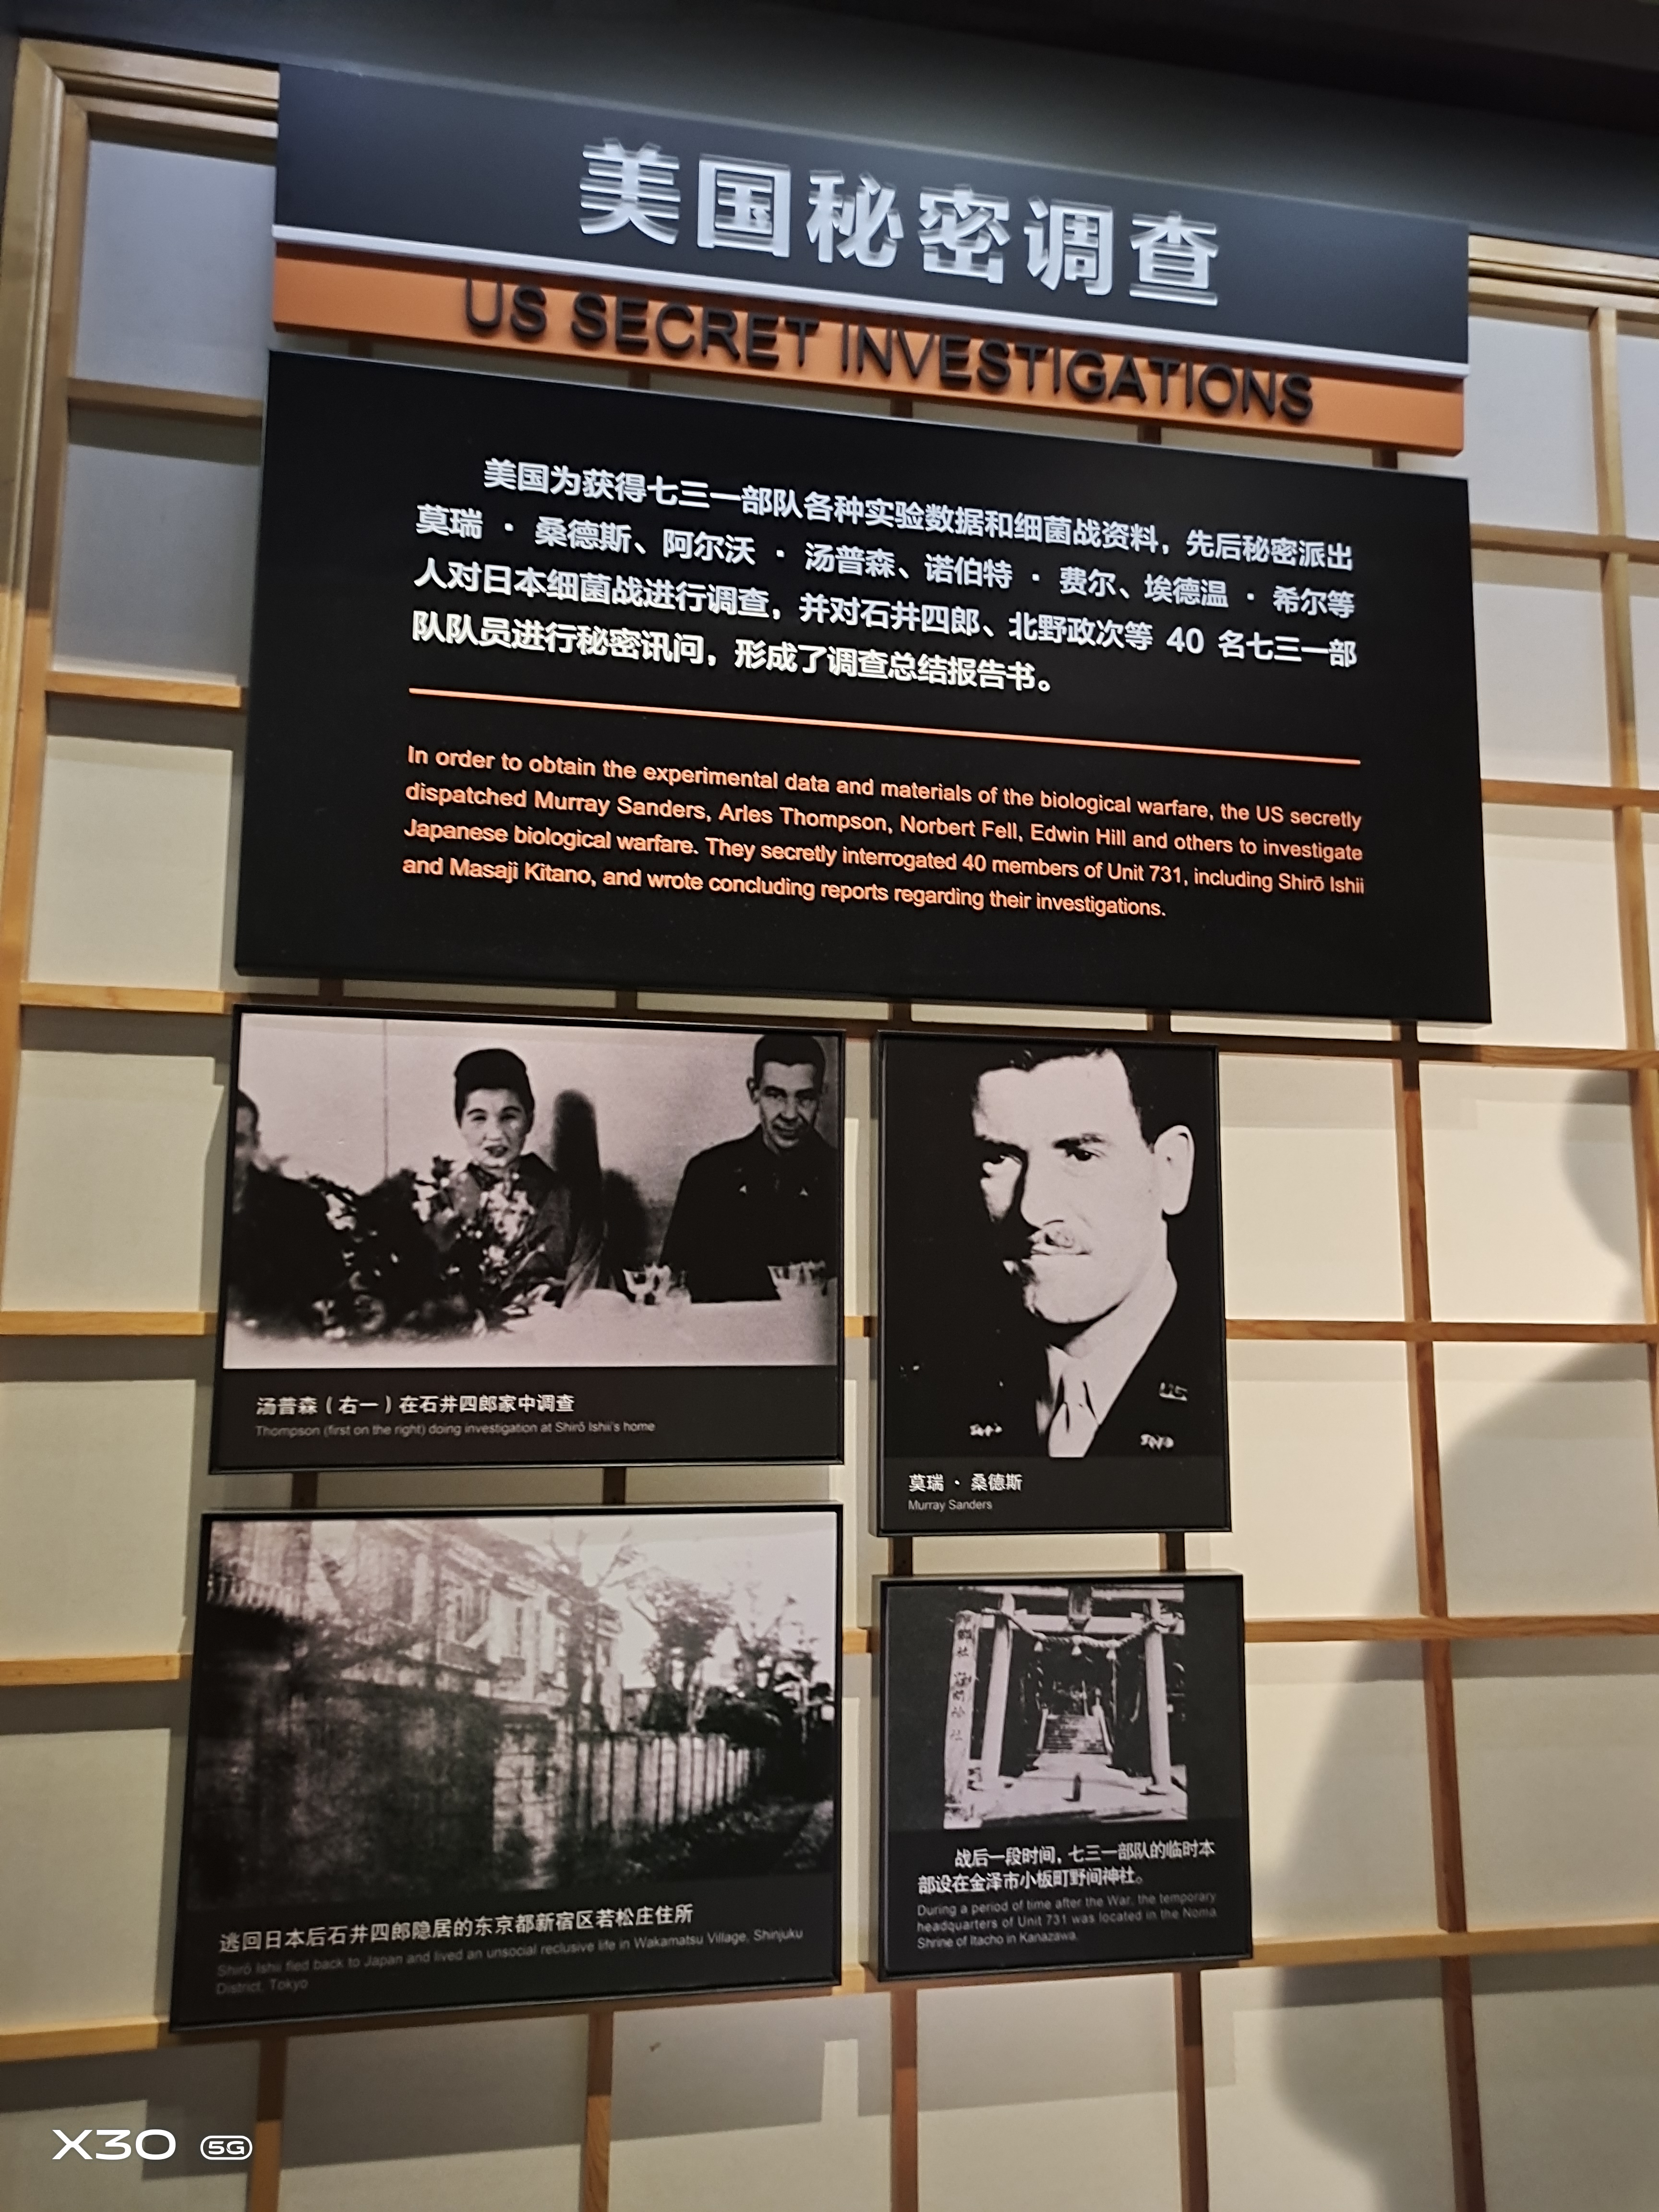 美国秘密调查
US SECRET INVESTIGATIONS
美国为获得七三一部队各种实验数据和细菌战资料，先后秘密派出
莫瑞 · 桑德斯、阿尔沃 · 汤普森、诺伯特 · 费尔、埃德温 · 希尔等
人对日本细菌战进行调查，并对石井四郎、北野政次等 40 名七三一部
队队员进行秘密讯问，形成了调查总结报告书。
In order to obtain the experimental data and materials of the biological warfare, the US secretly
dispatched Murray Sanders, Arles Thompson, Norbert Fell, Edwin Hill and others to investigate
Japanese biological warfare. They secretly interrogated 40 members of Unit 731, including Shirō Ishii
and Masaji Kitano, and wrote concluding reports regarding their investigations.
汤普森（右一）在石井四郎家中调查
Thompson (first on the right) doing investigation at Shirō Ishii's home
莫瑞 · 桑德斯
Murray Sanders
逃回日本后石井四郎隐居的东京都新宿区若松庄住所
Shirō Ishii fled back to Japan and lived an unsocial reclusive life in Wakamatsu Village, Shinjuku
District, Tokyo
战后一段时间，七三一部队的临时本
部设在金泽市小板町野间神社。
During a period of time after the War, the temporary
headquarters of Unit 731 was located in the Noma
Shrine of Itacho in Kanazawa.
X30 5G